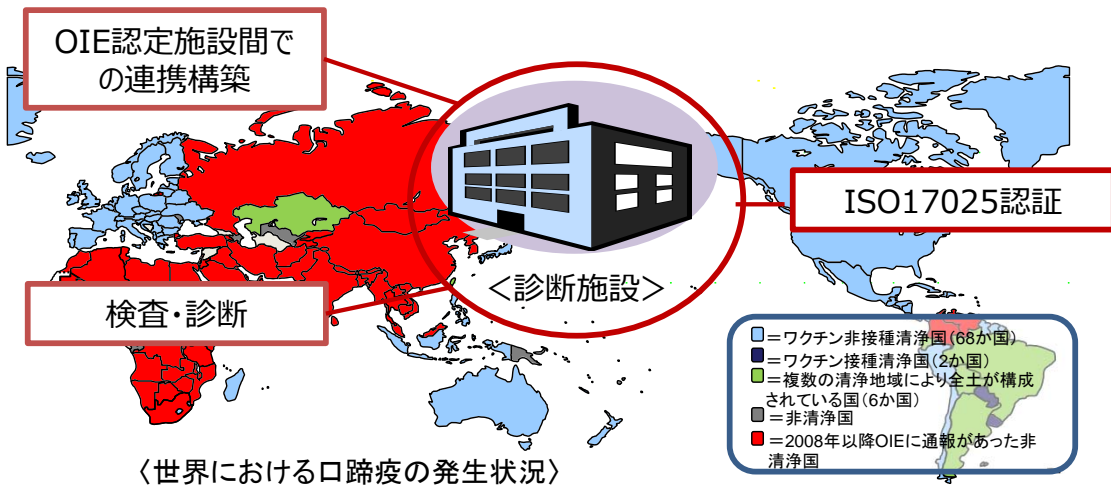 OIE認定施設間で
の連携構築
ISO17025認証
<診断施設>
検査・診断
＝ワクチン非接種清浄国(68か国)
＝ワクチン接種清浄国(2か国)
＝複数の清浄地域により全土が構成
されている国(6か国)
＝非清浄国
＝2008年以降OIEに通報があった非
清浄国
〈世界における口蹄疫の発生状況〉